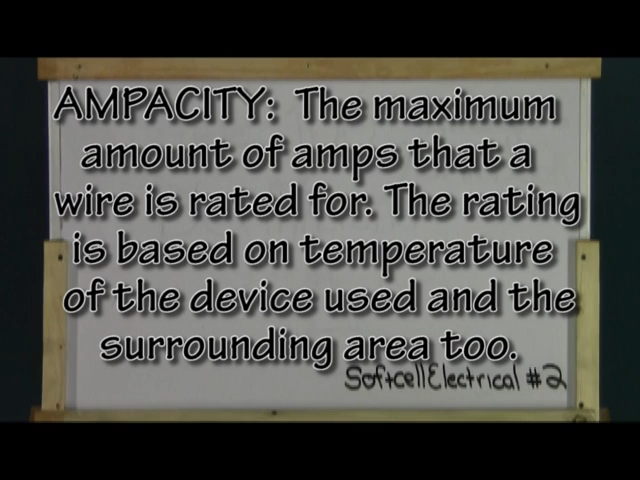 AMPACITY: The maximum
amount of amps that a
wire is rated for. The rating
is based on temperature
of the device used and the
surrounding area too.
SoftcellElectrical #2